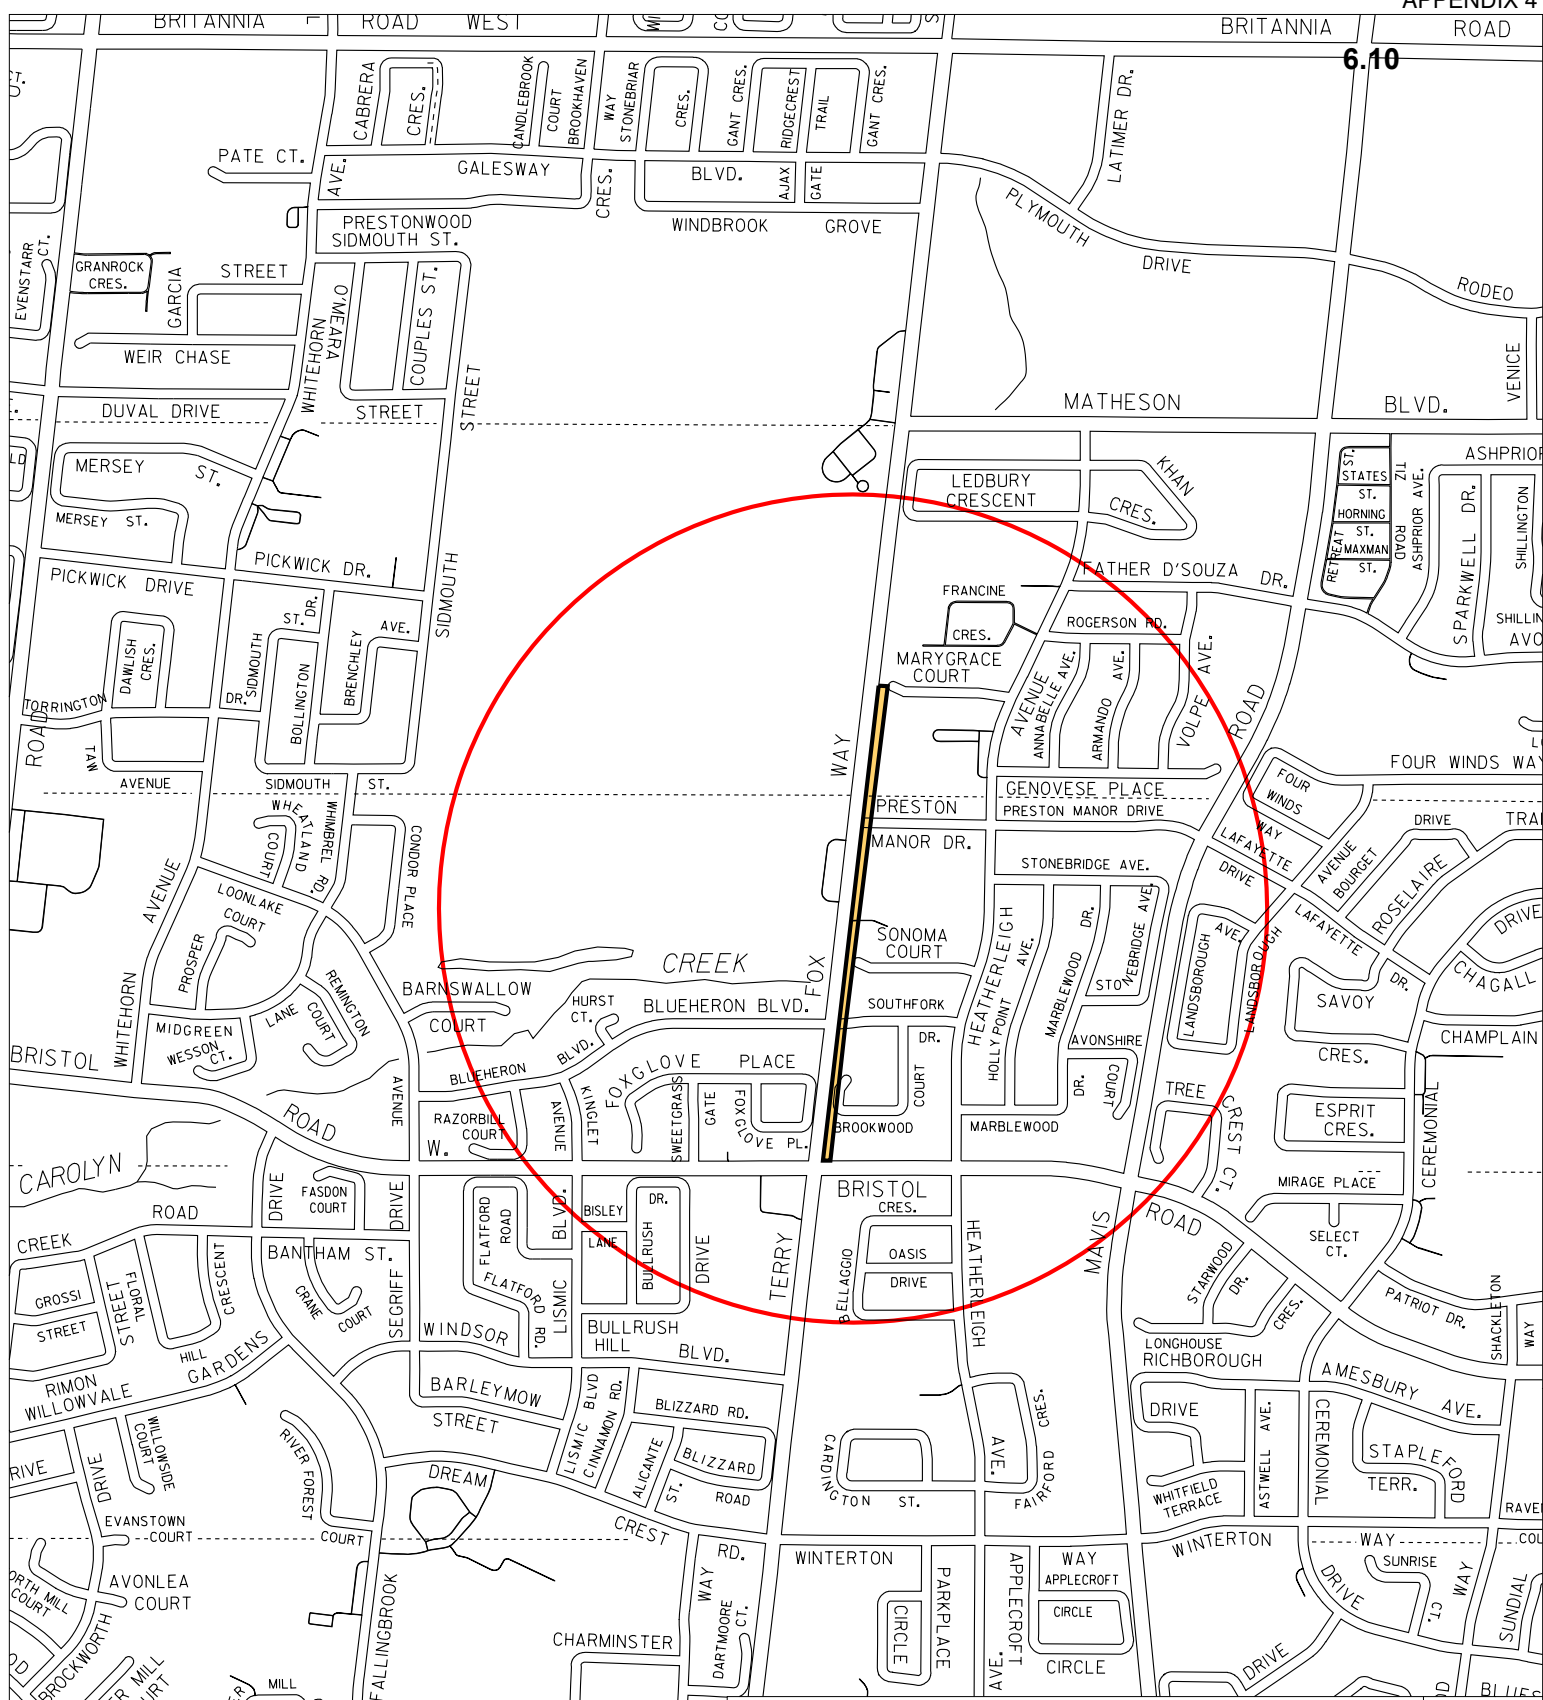 APPENDIX 4
6.10
BRITANNIA
ROAD
WEST
BRITANNIA
ROAD
CABRERA
CRES.
CANDLEBROOK
COURT
BROOKHAVEN
WAY
STONEBRIAR
CRES.
GANT CRES.
RIDGECREST
TRAIL
GANT CRES.
LATIMER DR.
PATE CT.
AVE.
GALESWAY
CRES.
BLVD.
AJAX
GATE
PLYMOUTH
DRIVE
PRESTONWOOD
SIDMOUTH ST.
WINDBROOK
GROVE
EVENSTARR
CT.
GRANROCK
CRES.
GARCIA
STREET
O'MEARA
COUPLES ST.
RODEO
WEIR CHASE
WHITEHORN
STREET
VENICE
DUVAL DRIVE
STREET
MATHESON
BLVD.
MERSEY
ST.
MERSEY ST.
LEDBURY
CRESCENT
KHAN
CRES.
ST.
STATES
ST.
HORNING
ST.
MAXMAN
ST.
RETREAT
TIZ
ROAD
ASHPRIOR AVE.
SPARKWELL DR.
SHILLINGTON
PICKWICK DRIVE
PICKWICK DR.
SIDMOUTH
FATHER D'SOUZA
DR.
FRANCINE
CRES.
ROGERSON RD.
MARYGRACE
COURT
AVENUE
ANNABELLE AVE.
ARMANDO
AVE.
VOLPE AVE.
ROAD
DAWLISH
CRES.
SIDMOUTH
DR.
ST.
DR.
BOLLINGTON
BRENCHLEY
AVE.
TORRINGTON
ROAD
TAW
AVENUE
SIDMOUTH
ST.
WAY
FOUR WINDS WAY
GENOVESE PLACE
FOUR
WINDS
WAY
PRESTON
PRESTON MANOR DRIVE
MANOR DR.
LAFAYETTE
DRIVE
AVENUE
BOURGET
DRIVE
ROSELAIRE
WHEATLAND
COURT
WHIMBREL RD.
CONDOR PLACE
AVENUE
LOONLAKE
COURT
STONEBRIDGE AVE.
LAFAYETTE
DR.
DRIVE
CHAGALL
PROSPER
LANE
REMINGTON
COURT
SONOMA
COURT
HEATHERLEIGH
AVE.
HOLLYPOINT
MARBLEWOOD
DR.
LANDSBOROUGH
AVE.
LANDSBOROUGH
SAVOY
CRES.
CHAMPLAIN
CREEK
FOX
BARNSWALLOW
COURT
HURST
CT.
BLUEHERON BLVD.
SOUTHFORK
DR.
MIDGREEN
WESSON
CT.
WHITEHORN
BRISTOL
ROAD
AVENUE
BLUEHERON
BLVD.
FOXGLOVE
PLACE
COURT
AVONSHIRE
COURT
DR.
TREE
CREST CT.
ESPRIT
CRES.
CEREMONIAL
RAZORBILL
COURT
W.
AVENUE
KINGLET
SWEETGRASS
GATE
FOXGLOVE PL.
BROOKWOOD
MARBLEWOOD
CAROLYN
ROAD
CREEK
DRIVE
FASDON
COURT
DRIVE
FLATFORD
ROAD
FLATFORD
RD.
BLVD.
BISLEY
LANE
DR.
BULLRUSH
DRIVE
BRISTOL
CRES.
OASIS
DRIVE
BELLAGGIO
TERRY
HEATHERLEIGH
MAVIS
ROAD
MIRAGE PLACE
SELECT
CT.
STARWOOD
DR.
CRES.
PATRIOT DR.
SHACKLETON
WAY
BANTHAM ST.
CRANE
COURT
SEGRIFF
GROSSI
STREET
FLORAL
STREET
CRESCENT
HILL
GARDENS
WINDSOR
LISMIC
BULLRUSH
HILL
BLVD.
LONGHOUSE
RICHBOROUGH
AMESBURY
AVE.
RIMON
WILLOWVALE
BARLEYMOW
STREET
LISMIC BLVD
CINNAMON RD.
BLIZZARD RD.
ALICANTE
ST.
BLIZZARD
ROAD
CARDINGTON
ST.
AVE.
CRES.
FAIRFORD
DRIVE
ASTWELL AVE.
CEREMONIAL
STAPLEFORD
TERR.
WHITFIELD
TERRACE
WILLOWSIDE
COURT
DRIVE
RIVER FOREST
COURT
DREAM
CREST
RD.
EVANSTOWN
COURT
AVONLEA
COURT
BROCKWORTH
FALLINGBROOK
WAY
WINTERTON
WAY
WINTERTON
WAY
PARKPLACE
CIRCLE
APPLECROFT
AVE.
APPLECROFT
CIRCLE
CIRCLE
DARTMOORE
CT.
CHARMINSTER
DRIVE
SUNRISE
CT.
WAY
SUNDIAL
DRIVE
MILL